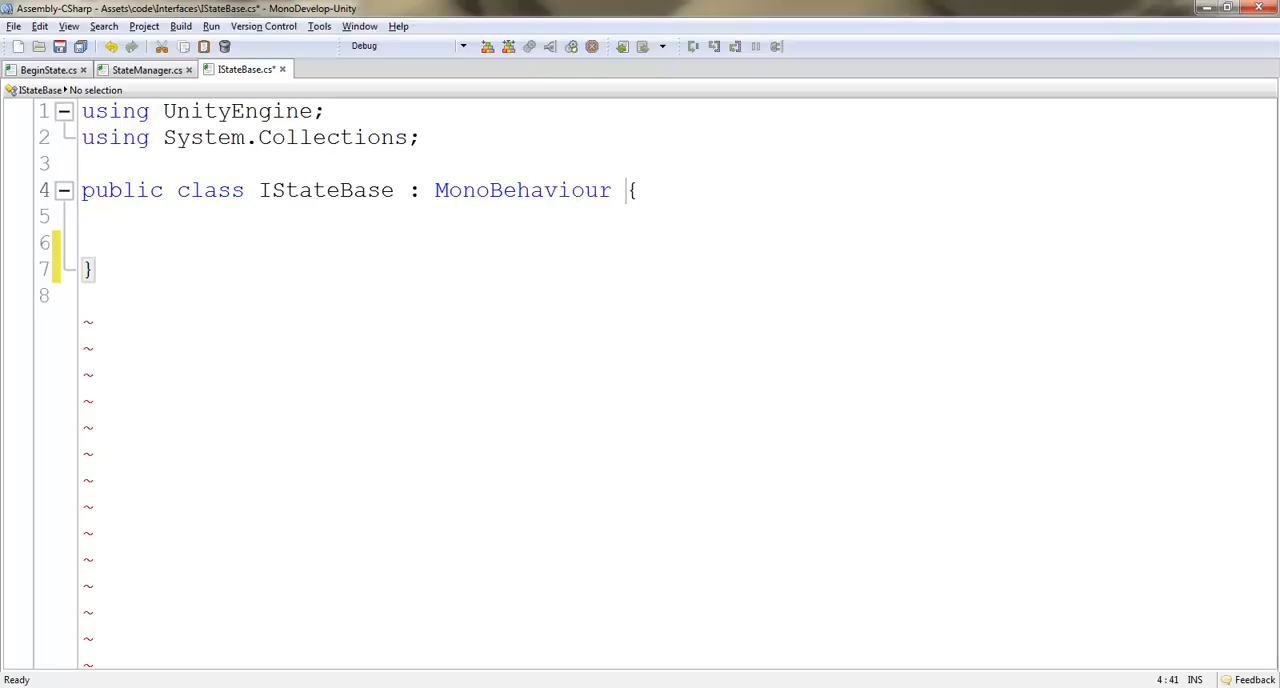 Assembly-CSharp - Assets\code\Interfaces\IStateBase.cs* - MonoDevelop-Unity
File Edit View Search Project Build Run Version Control Tools Window Help
Debug
BeginState.cs × StateManager.cs × IStateBase.cs* ×
IStateBase No selection
1 using UnityEngine;
2 using System.Collections;
3
4 public class IStateBase : MonoBehaviour {
5
6
7 }
8
~
~
~
~
~
~
~
~
~
~
~
~
~
~
Ready 4 : 41 INS Feedback